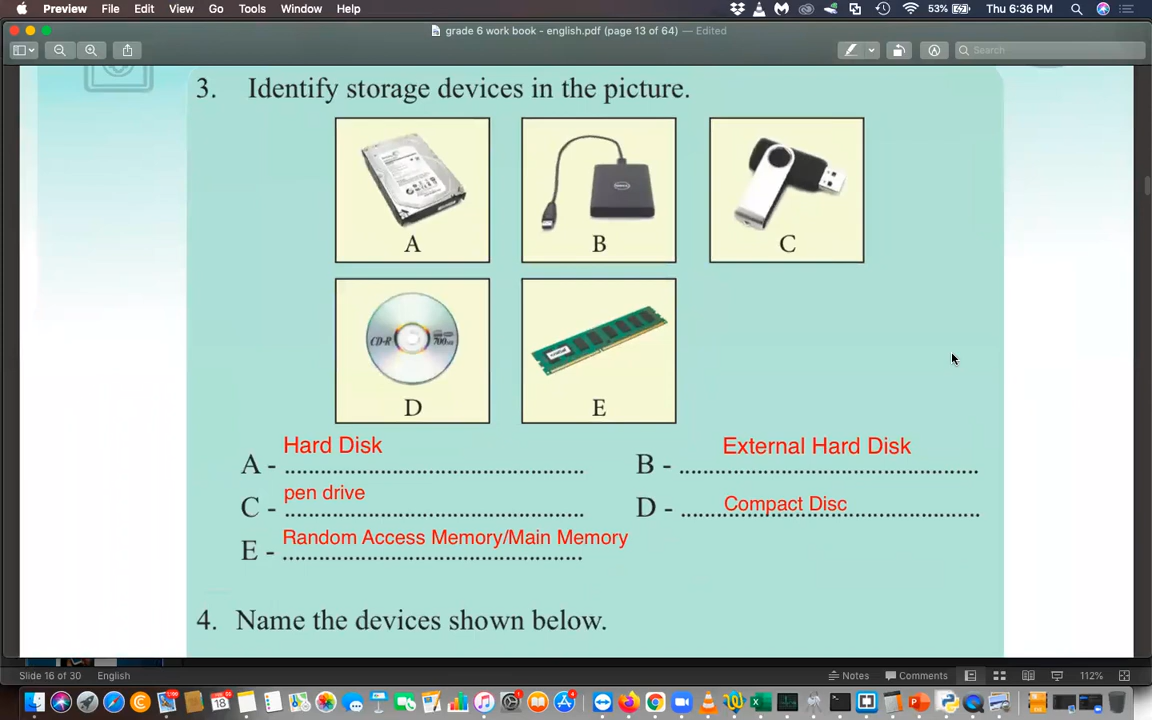 Preview File Edit View Go Tools Window Help 53% Thu 6:36 PM
grade 6 work book - english.pdf (page 13 of 64) — Edited
Search
3. Identify storage devices in the picture.
A B C
CD-R 700
D E
A - Hard Disk B - External Hard Disk
C - pen drive D - Compact Disc
E - Random Access Memory/Main Memory
4. Name the devices shown below.
Slide 16 of 30 English Notes Comments 112%